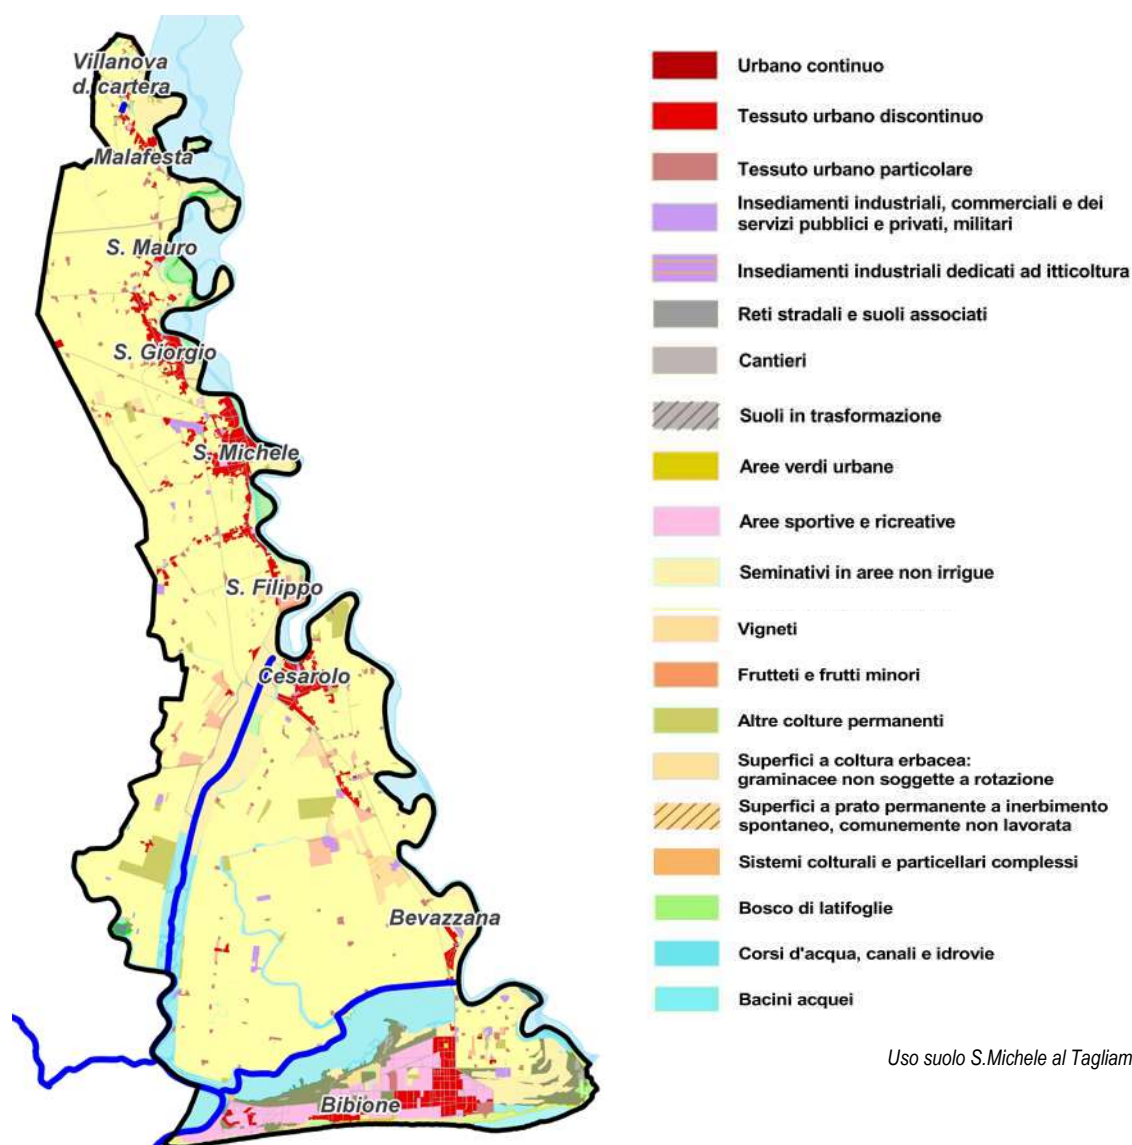 Villanova
d. cartera
Malafesta
S. Mauro
S. Giorgio
S. Michele
S. Filippo
Cesarolo
Bevazzana
Bibione
Urbano continuo
Tessuto urbano discontinuo
Tessuto urbano particolare
Insediamenti industriali, commerciali e dei
servizi pubblici e privati, militari
Insediamenti industriali dedicati ad itticoltura
Reti stradali e suoli associati
Cantieri
Suoli in trasformazione
Aree verdi urbane
Aree sportive e ricreative
Seminativi in aree non irrigue
Vigneti
Frutteti e frutti minori
Altre colture permanenti
Superfici a coltura erbacea:
graminacee non soggette a rotazione
Superfici a prato permanente a inerbimento
spontaneo, comunemente non lavorata
Sistemi colturali e particellari complessi
Bosco di latifoglie
Corsi d'acqua, canali e idrovie
Bacini acquei
Uso suolo S.Michele al Tagliam